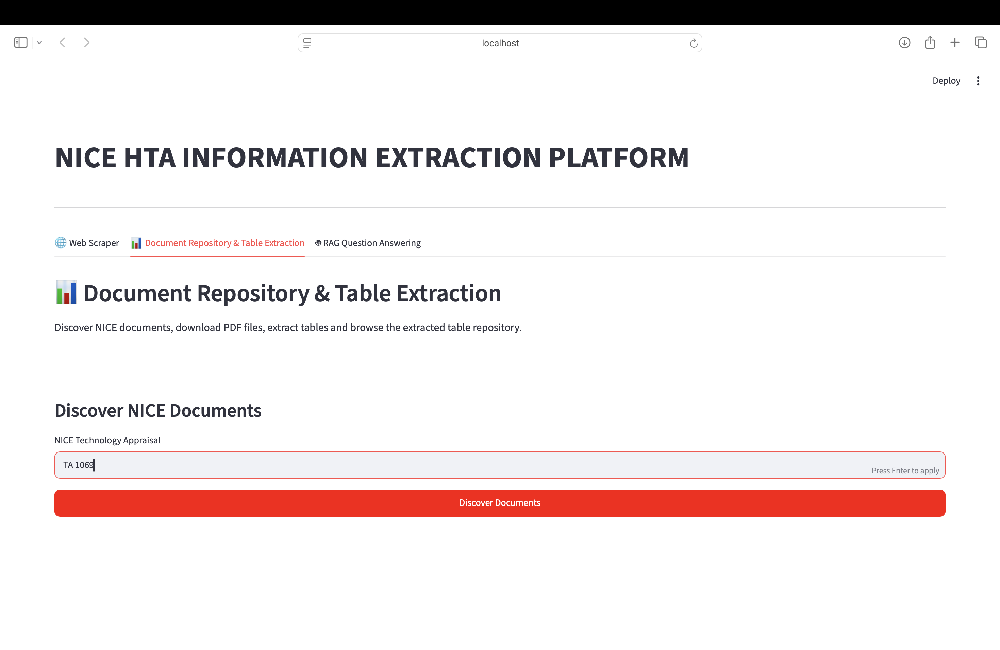 localhost
Deploy
NICE HTA INFORMATION EXTRACTION PLATFORM
Web Scraper
Document Repository & Table Extraction
RAG Question Answering
Document Repository & Table Extraction
Discover NICE documents, download PDF files, extract tables and browse the extracted table repository.
Discover NICE Documents
NICE Technology Appraisal
TA 1069
Press Enter to apply
Discover Documents